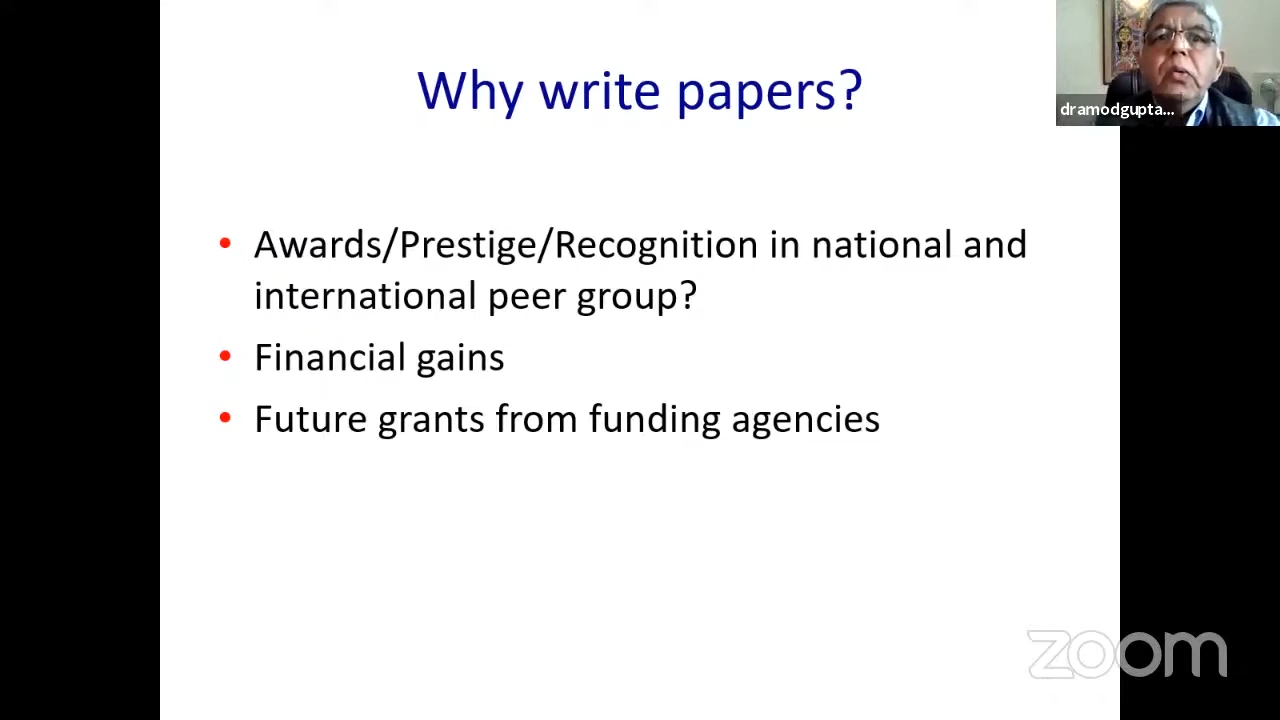 Why write papers?
dramodgupta...
• Awards/Prestige/Recognition in national and
international peer group?
• Financial gains
• Future grants from funding agencies
zoom